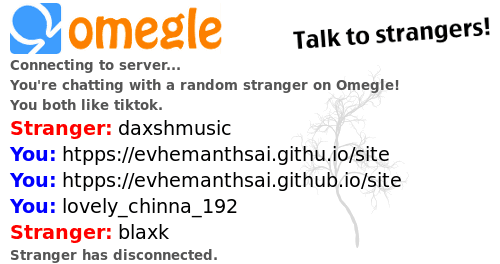 omegle
Talk to strangers!
Connecting to server...
You're chatting with a random stranger on Omegle!
You both like tiktok.
Stranger: daxshmusic
You: htpps://evhemanthsai.githu.io/site
You: htpps://evhemanthsai.github.io/site
You: lovely_chinna_192
Stranger: blaxk
Stranger has disconnected.